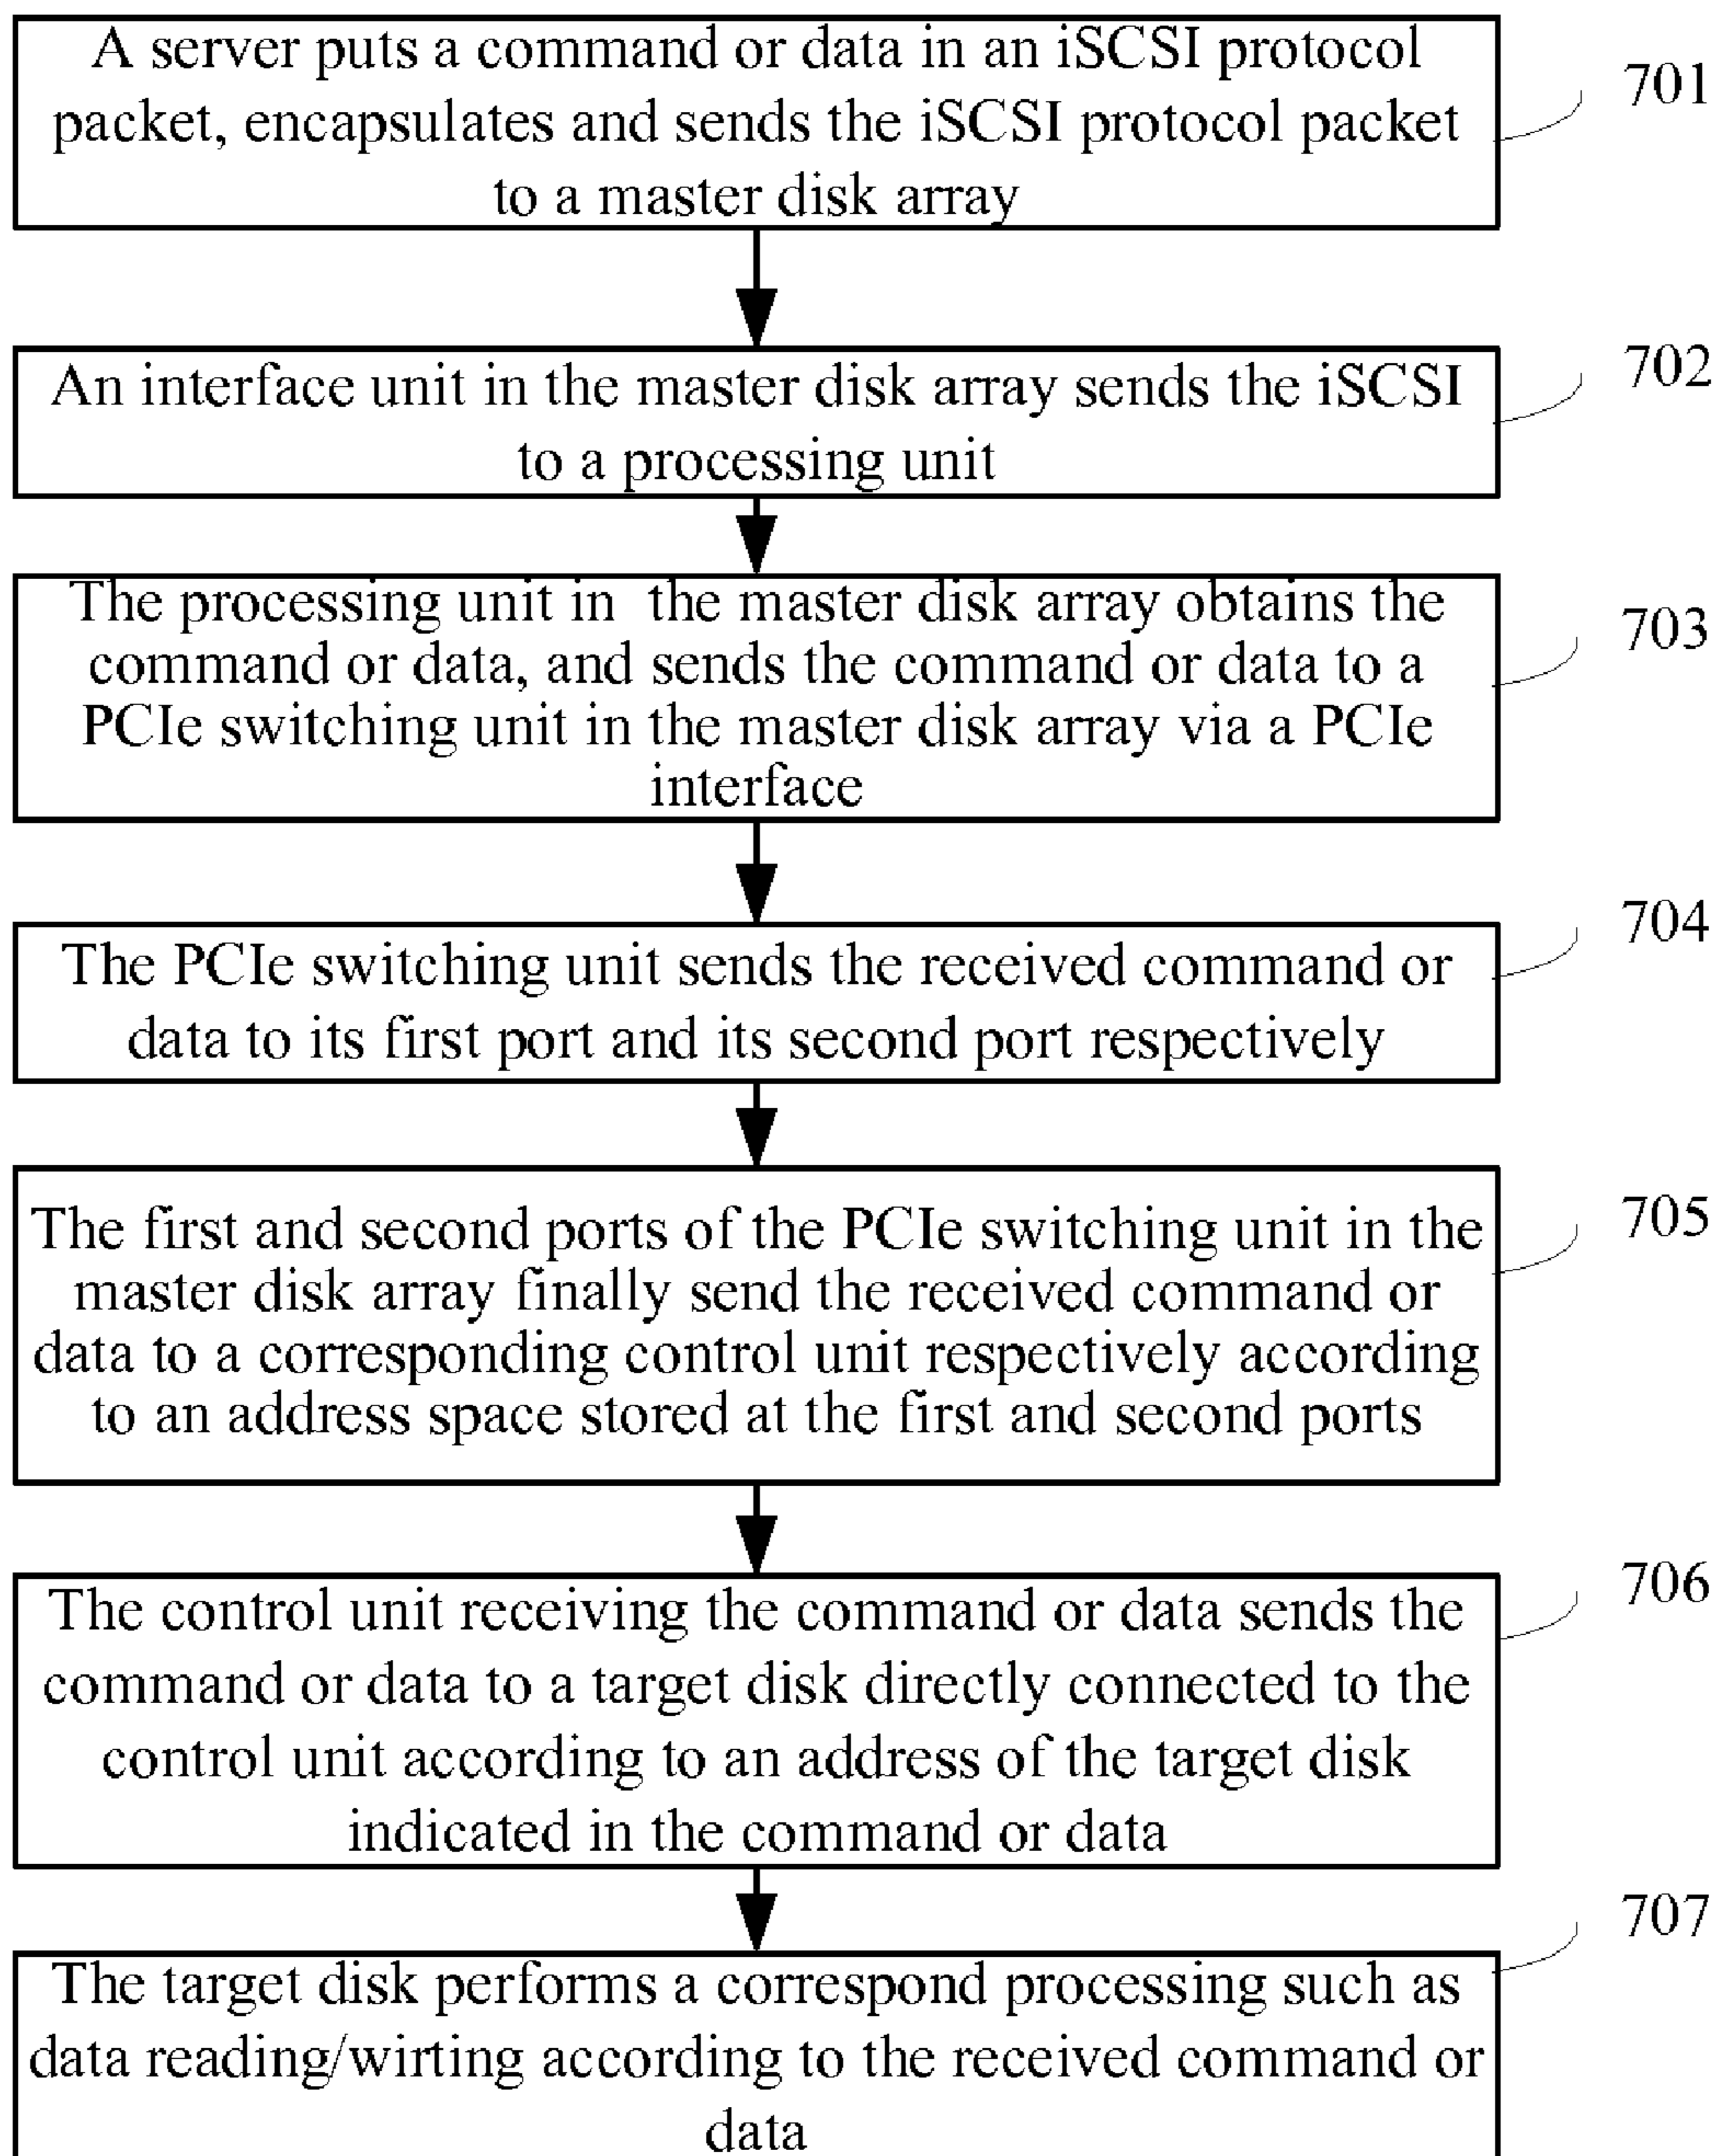 A server puts a command or data in an iSCSI protocol
packet, encapsulates and sends the iSCSI protocol packet
to a master disk array
701
An interface unit in the master disk array sends the iSCSI
to a processing unit
702
The processing unit in the master disk array obtains the
command or data, and sends the command or data to a
PCIe switching unit in the master disk array via a PCIe
interface
703
The PCIe switching unit sends the received command or
data to its first port and its second port respectively
704
The first and second ports of the PCIe switching unit in the
master disk array finally send the received command or
data to a corresponding control unit respectively according
to an address space stored at the first and second ports
705
The control unit receiving the command or data sends the
command or data to a target disk directly connected to the
control unit according to an address of the target disk
indicated in the command or data
706
The target disk performs a correspond processing such as
data reading/wirting according to the received command or
data
707